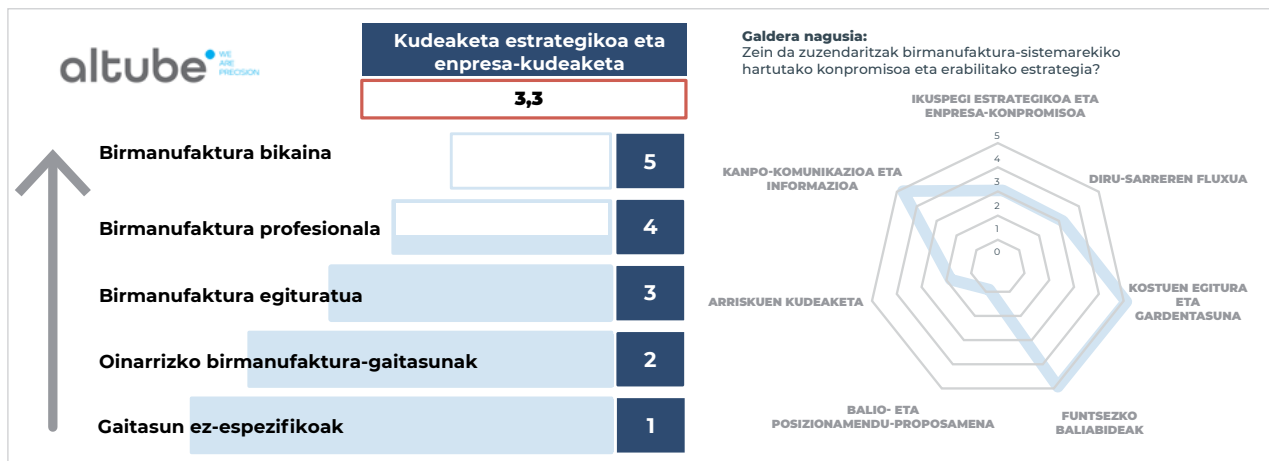 altube
WE
ARE
PRECISION
Kudeaketa estrategikoa eta
enpresa-kudeaketa
3,3
Birmanufaktura bikaina
5
Birmanufaktura profesionala
4
Birmanufaktura egituratua
3
Oinarrizko birmanufaktura-gaitasunak
2
Gaitasun ez-espezifikoak
1
Galdera nagusia:
Zein da zuzendaritzak birmanufaktura-sistemarekiko
hartutako konpromisoa eta erabilitako estrategia?
IKUSPEGI ESTRATEGIKOA ETA
ENPRESA-KONPROMISOA
5
4
3
2
1
0
KANPO-KOMUNIKAZIOA ETA
INFORMAZIOA
DIRU-SARREREN FLUXUA
ARRISKUEN KUDEAKETA
KOSTUEN EGITURA
ETA
GARDENTASUNA
BALIO- ETA
POSIZIONAMENDU-PROPOSAMENA
FUNTSEZKO
BALIABIDEAK